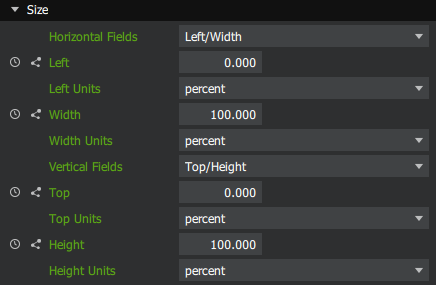 Size
Horizontal Fields Left/Width
Left 0.000
Left Units percent
Width 100.000
Width Units percent
Vertical Fields Top/Height
Top 0.000
Top Units percent
Height 100.000
Height Units percent